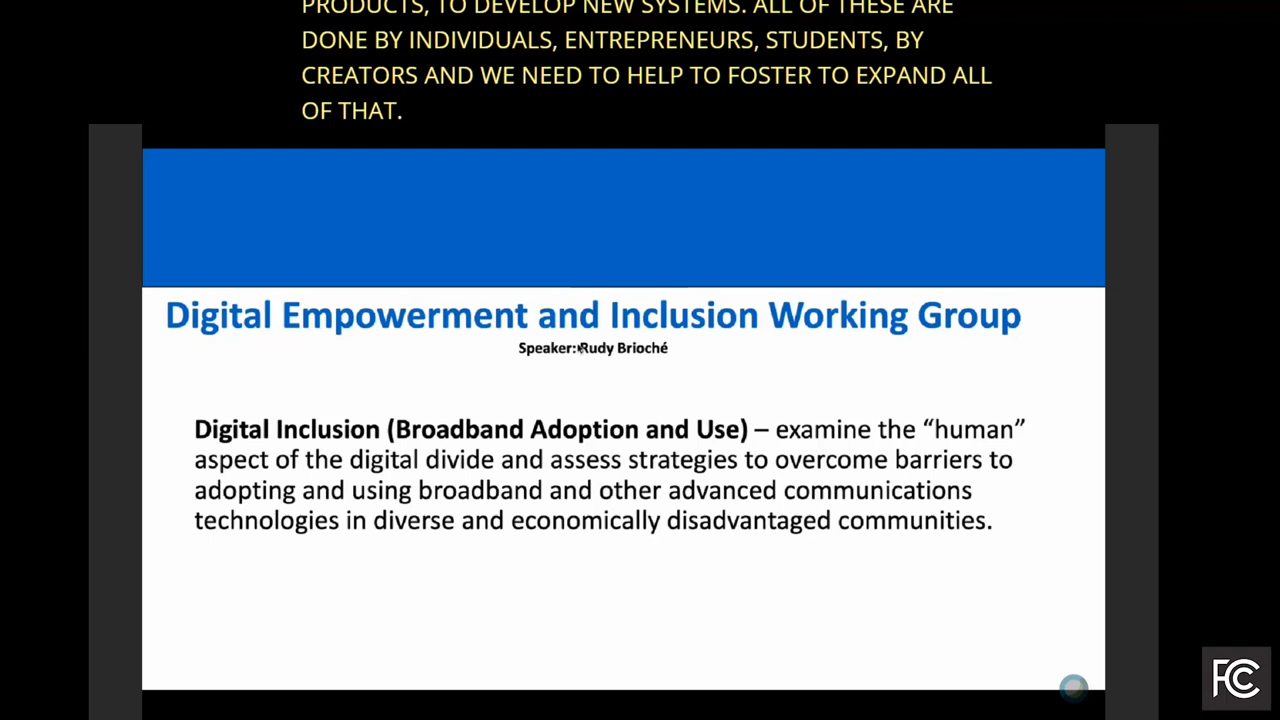 PRODUCTS, TO DEVELOP NEW SYSTEMS. ALL OF THESE ARE
DONE BY INDIVIDUALS, ENTREPRENEURS, STUDENTS, BY
CREATORS AND WE NEED TO HELP TO FOSTER TO EXPAND ALL
OF THAT.
Digital Empowerment and Inclusion Working Group
Speaker: Rudy Brioché
Digital Inclusion (Broadband Adoption and Use) – examine the “human”
aspect of the digital divide and assess strategies to overcome barriers to
adopting and using broadband and other advanced communications
technologies in diverse and economically disadvantaged communities.
FCC